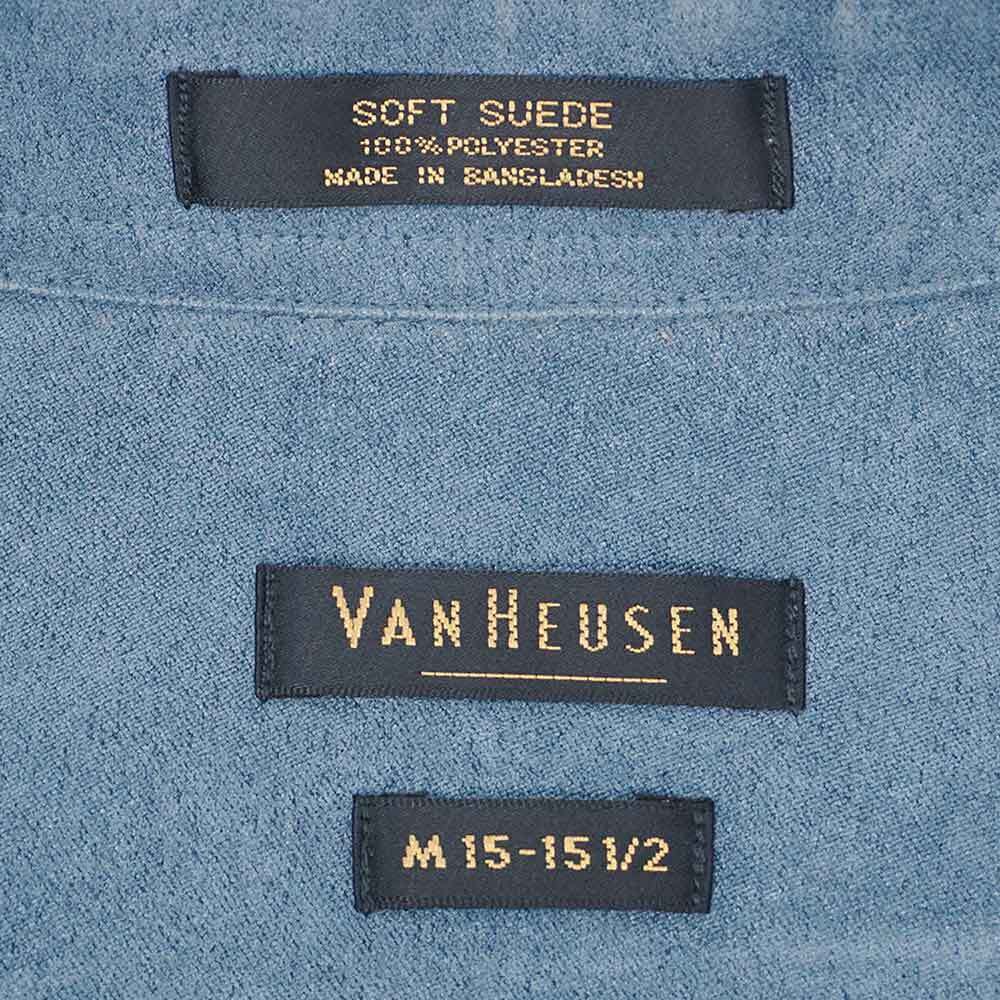 SOFT SUEDE
100% POLYESTER
MADE IN BANGLADESH
VAN HEUSEN
M 15-15 1/2